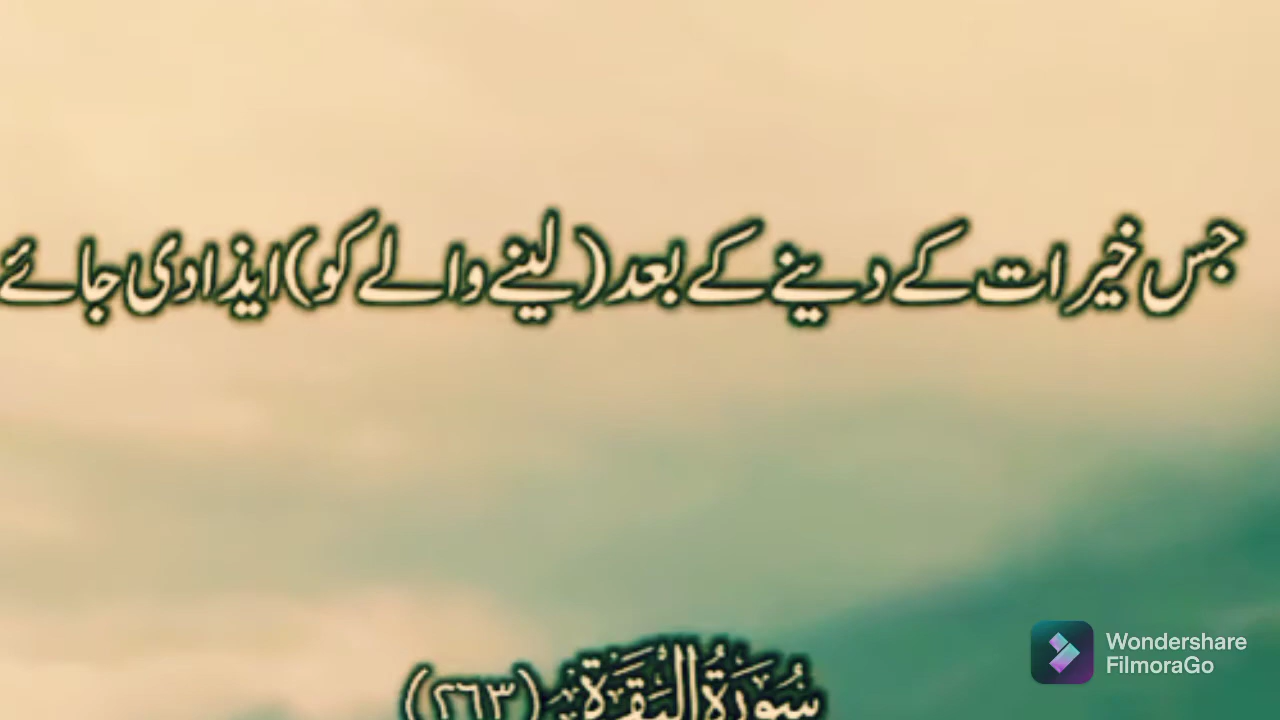 جس خیرات کے دینے کے بعد (لینے والے کو) ایذا دی جائے
سُورَةُ البَقَرَة (٢٦٣)
Wondershare
FilmoraGo